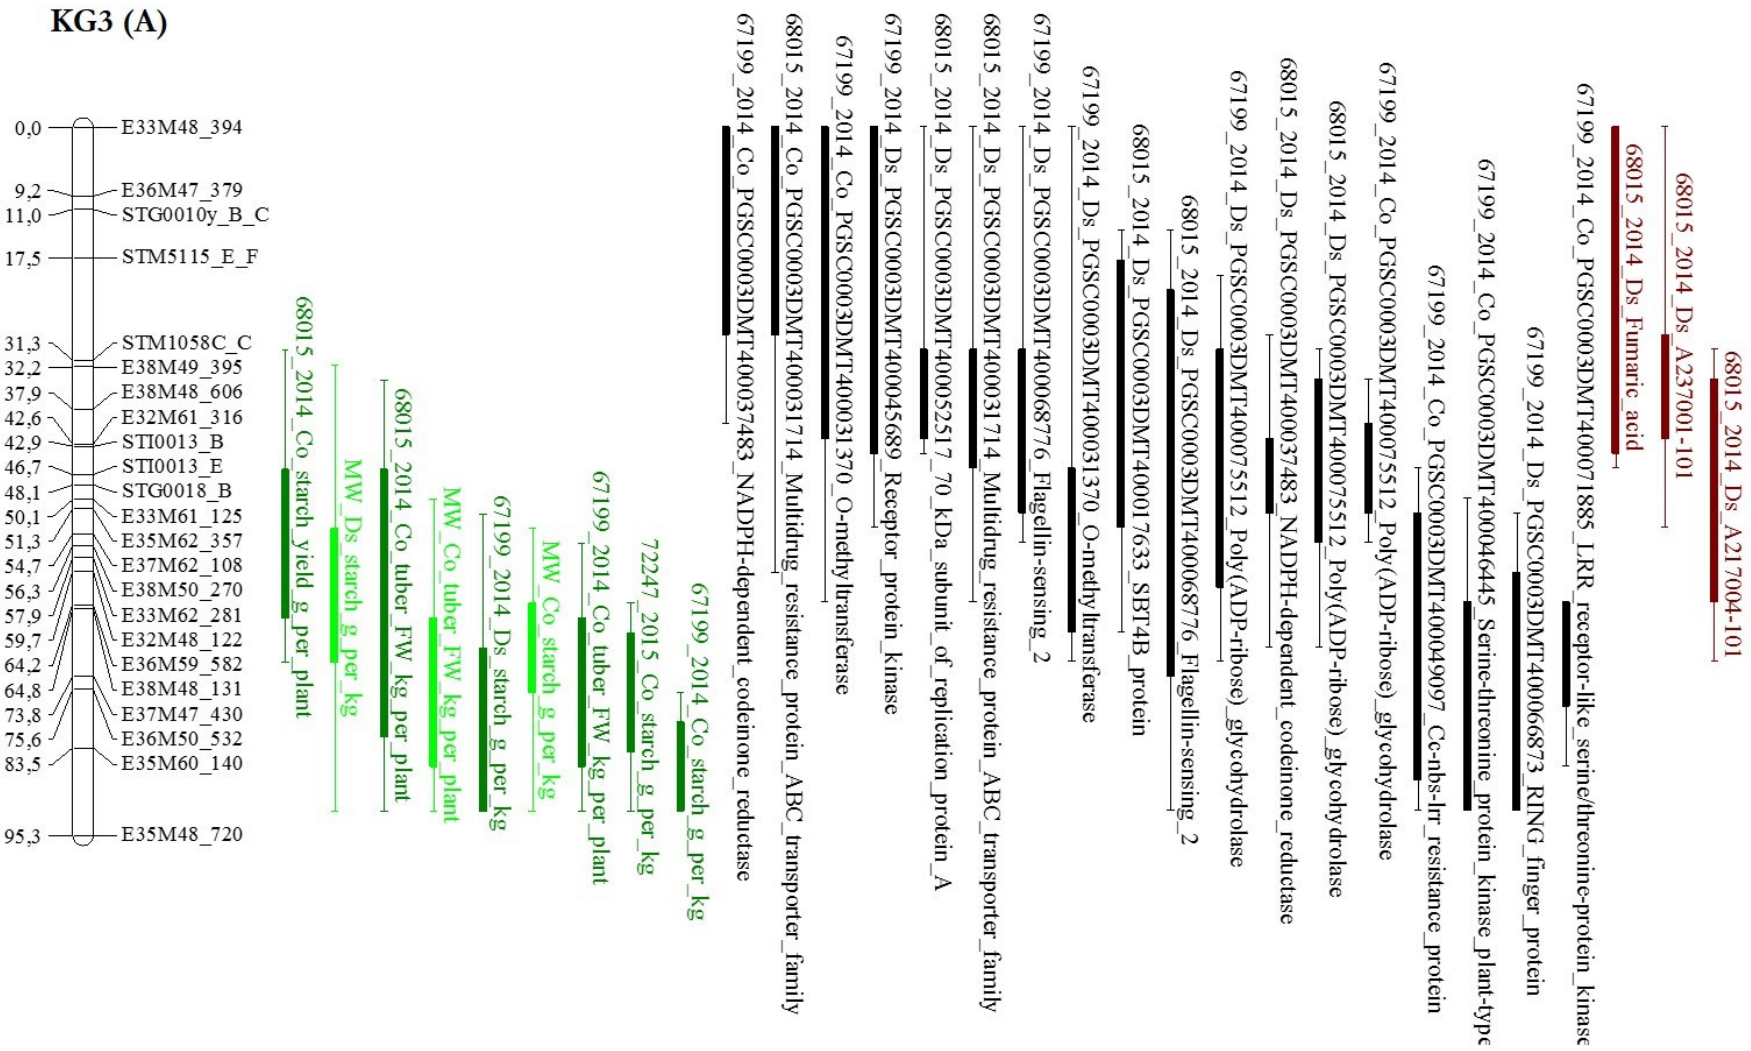 KG3 (A)
0,0 E33M48_394
9,2 E36M47_379
11,0 STG0010y_B_C
17,5 STM5115_E_F
31,3 STM1058C_C
32,2 E38M49_395
37,9 E38M48_606
42,6 E32M61_316
42,9 STI0013_B
46,7 STI0013_E
48,1 STG0018_B
50,1 E33M61_125
51,3 E35M62_357
54,7 E37M62_108
56,3 E38M50_270
57,9 E33M62_281
59,7 E32M48_122
64,2 E36M59_582
64,8 E38M48_131
73,8 E37M47_430
75,6 E36M50_532
83,5 E35M60_140
95,3 E35M48_720
68015_2014_Co_starch_yield_g_per_plant
MW_Ds_starch_g_per_kg
68015_2014_Co_tuber_FW_kg_per_plant
MW_Co_tuber_FW_kg_per_plant
67199_2014_Ds_starch_g_per_kg
MW_Co_starch_g_per_kg
67199_2014_Co_tuber_FW_kg_per_plant
72247_2015_Co_starch_g_per_kg
67199_2014_Co_starch_g_per_kg
67199_2014_Co_PGSC0003DMT400037483_NADPH-dependent_codeinone_reductase
68015_2014_Co_PGSC0003DMT400031714_Multidrug_resistance_protein_ABC_transporter_family
67199_2014_Co_PGSC0003DMT400031370_O-methyltransferase
67199_2014_Ds_PGSC0003DMT400045689_Receptor_protein_kinase
68015_2014_Ds_PGSC0003DMT400052517_70_kDa_subunit_of_replication_protein_A
68015_2014_Ds_PGSC0003DMT400031714_Multidrug_resistance_protein_ABC_transporter_family
67199_2014_Ds_PGSC0003DMT400068776_Flagellin-sensing_2
67199_2014_Ds_PGSC0003DMT400031370_O-methyltransferase
68015_2014_Ds_PGSC0003DMT400017633_SBT4B_protein
68015_2014_Ds_PGSC0003DMT400068776_Flagellin-sensing_2
67199_2014_Ds_PGSC0003DMT400075512_Poly(ADP-ribose)_glycohydrolase
68015_2014_Ds_PGSC0003DMT400037483_NADPH-dependent_codeinone_reductase
68015_2014_Ds_PGSC0003DMT400075512_Poly(ADP-ribose)_glycohydrolase
67199_2014_Co_PGSC0003DMT400075512_Poly(ADP-ribose)_glycohydrolase
67199_2014_Co_PGSC0003DMT400049097_Cc-nbs-lrr_resistance_protein
67199_2014_Co_PGSC0003DMT400046445_Serine-threonine_protein_kinase_plant-type
67199_2014_Ds_PGSC0003DMT400066873_RING_finger_protein
67199_2014_Co_PGSC0003DMT400071885_LRR_receptor-like_serine/threonine-protein_kinase
68015_2014_Ds_Fumaric_acid
68015_2014_Ds_A237001-101
68015_2014_Ds_A217004-101